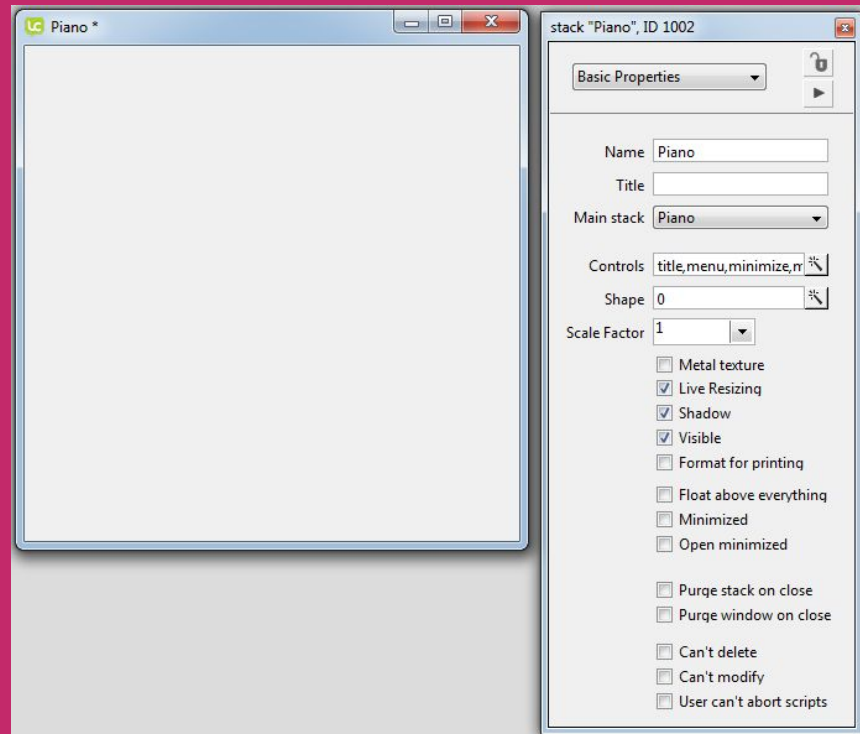 Piano *
stack "Piano", ID 1002
Basic Properties
Name Piano
Title
Main stack Piano
Controls title,menu,minimize,m
Shape 0
Scale Factor 1
Metal texture
Live Resizing
Shadow
Visible
Format for printing
Float above everything
Minimized
Open minimized
Purge stack on close
Purge window on close
Can't delete
Can't modify
User can't abort scripts